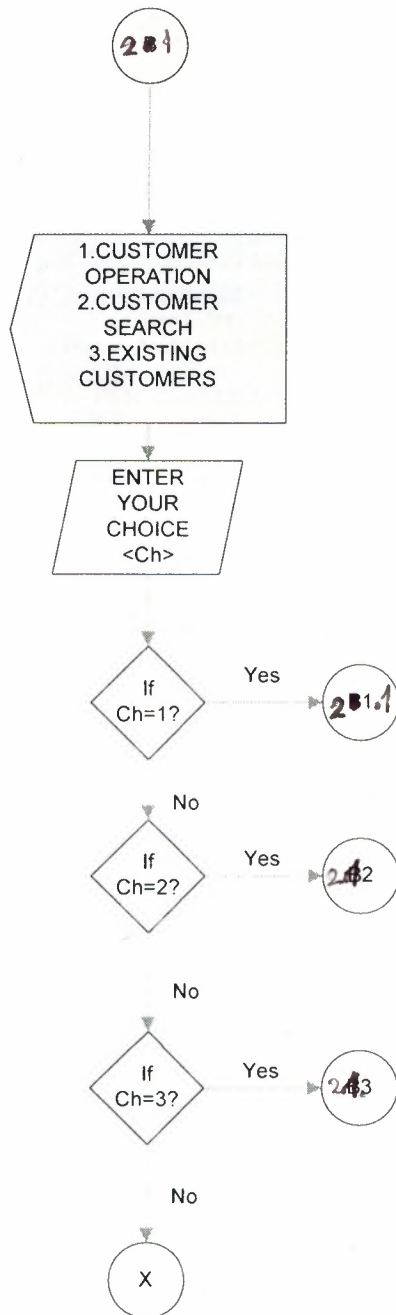 1.CUSTOMER
OPERATION
2.CUSTOMER
SEARCH
3.EXISTING
CUSTOMERS
ENTER
YOUR
CHOICE
<Ch>
If
Ch=1?
Yes
No
If
Ch=2?
Yes
No
If
Ch=3?
Yes
No
X